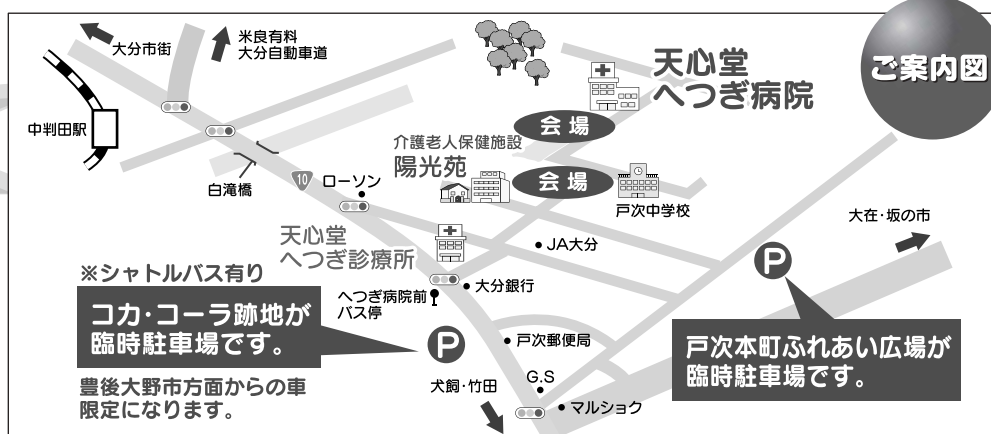 ご案内図
大分市街
米良有料
大分自動車道
中判田駅
白滝橋
10
ローソン
天心堂
へつぎ病院
会場
介護老人保健施設
陽光苑
会場
戸次中学校
大在・坂の市
天心堂
へつぎ診療所
JA大分
P
大分銀行
へつぎ病院前
バス停
※シャトルバス有り
コカ・コーラ跡地が
臨時駐車場です。
豊後大野市方面からの車
限定になります。
P
戸次郵便局
犬飼・竹田
G.S
マルショク
戸次本町ふれあい広場が
臨時駐車場です。